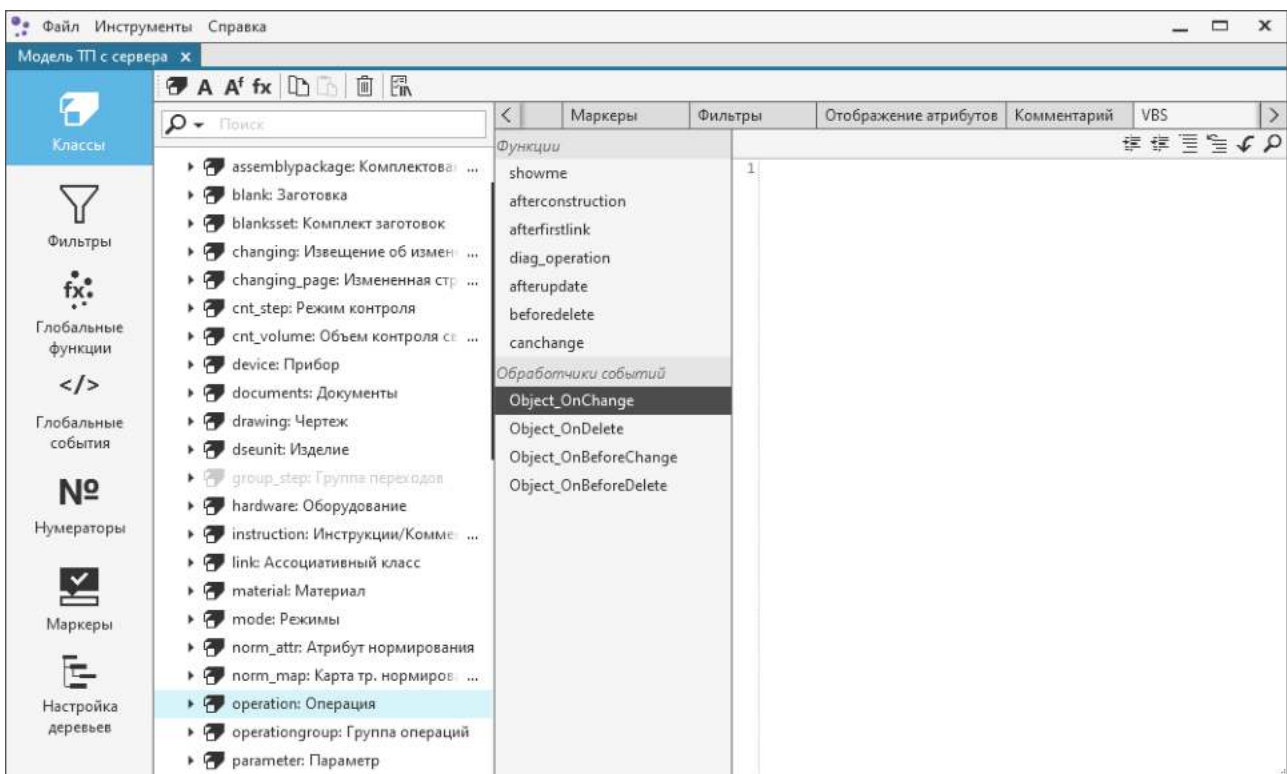 Файл Инструменты Справка
Модель ТП с сервера x
A Af fx
Классы
Фильтры
fx
Глобальные
функции
</>
Глобальные
события
№
Нумераторы
Маркеры
Настройка
деревьев
Поиск
assemblypackage: Комплектова ...
blank: Заготовка
blanksset: Комплект заготовок
changing: Извещение об измен ...
changing_page: Измененная стр ...
cnt_step: Режим контроля
cnt_volume: Объем контроля св ...
device: Прибор
documents: Документы
drawing: Чертеж
dseunit: Изделие
group_step: Группа переходов
hardware: Оборудование
instruction: Инструкции/Комме ...
link: Ассоциативный класс
material: Материал
mode: Режимы
norm_attr: Атрибут нормирования
norm_map: Карта тр. нормиров ...
operation: Операция
operationgroup: Группа операций
parameter: Параметр
Маркеры Фильтры Отображение атрибутов Комментарий VBS
Функции
showme
afterconstruction
afterfirstlink
diag_operation
afterupdate
beforedelete
canchange
Обработчики событий
Object_OnChange
Object_OnDelete
Object_OnBeforeChange
Object_OnBeforeDelete
1